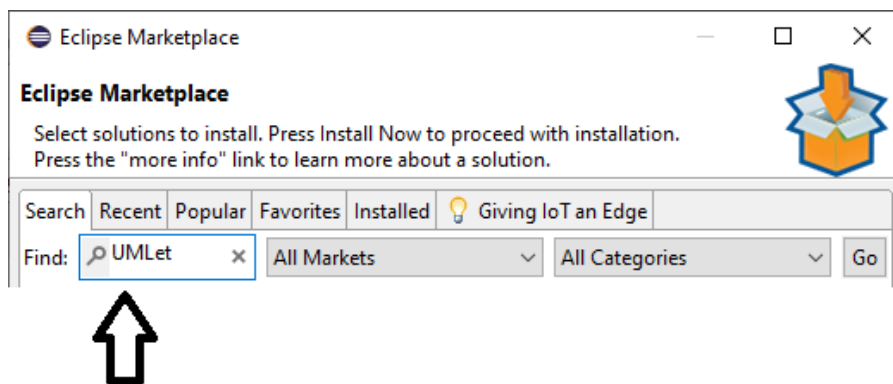 Eclipse Marketplace
Eclipse Marketplace
Select solutions to install. Press Install Now to proceed with installation.
Press the "more info" link to learn more about a solution.
Search Recent Popular Favorites Installed Giving IoT an Edge
Find: UMLet All Markets All Categories Go